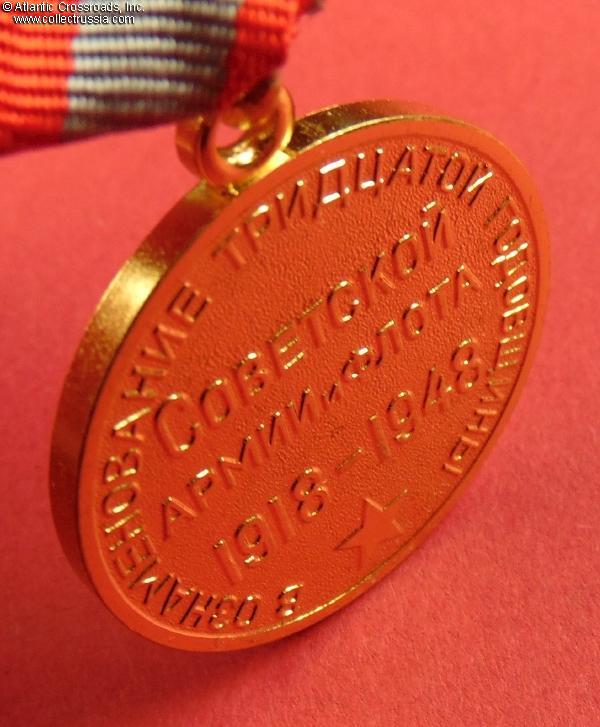 © Atlantic Crossroads, Inc.
www.collectrussia.com
В ОЗНАМЕНОВАНИЕ ТРИДЦАТОЙ ГОДОВЩИНЫ
СОВЕТСКОЙ
АРМИИ и ФЛОТА
1918-1948